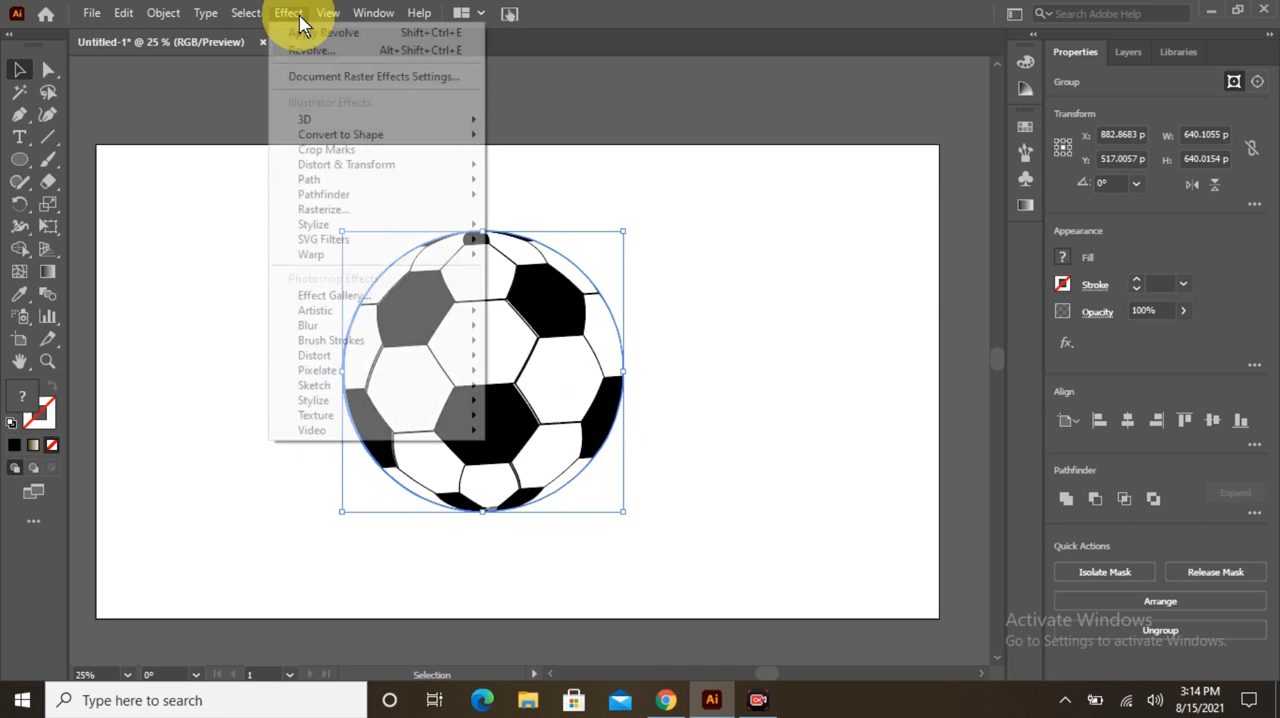 Ai File Edit Object Type Select Effect View Window Help Search Adobe Help
Untitled-1* @ 25 % (RGB/Preview) ×
Properties Layers Libraries
Apply Revolve Shift+Ctrl+E
Revolve... Alt+Shift+Ctrl+E
Document Raster Effects Settings...
Illustrator Effects
3D
Convert to Shape
Crop Marks
Distort & Transform
Path
Pathfinder
Rasterize...
Stylize
SVG Filters
Warp
Photoshop Effects
Effect Gallery...
Artistic
Blur
Brush Strokes
Distort
Pixelate
Sketch
Stylize
Texture
Video
Group
Transform
X: 882.8683 p W: 640.1055 p
Y: 517.0057 p H: 640.0154 p
0°
Appearance
? Fill
Stroke
Opacity 100%
fx.
Align
Pathfinder
Expand
Quick Actions
Isolate Mask Release Mask
Arrange
Ungroup
Activate Windows
Go to Settings to activate Windows.
?
25% 0° 1 Selection
Type here to search
Ai
3:14 PM
8/15/2021